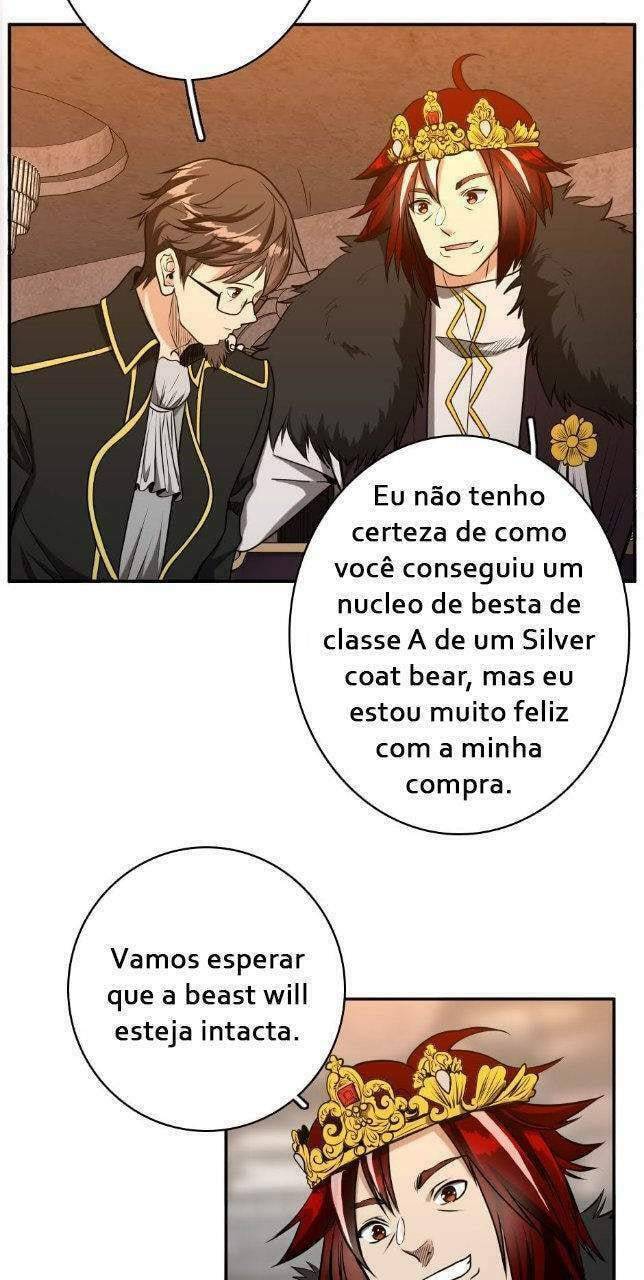 Eu não tenho
certeza de como
você conseguiu um
nucleo de besta de
classe A de um Silver
coat bear, mas eu
estou muito feliz
com a minha
compra.
Vamos esperar
que a beast will
esteja intacta.